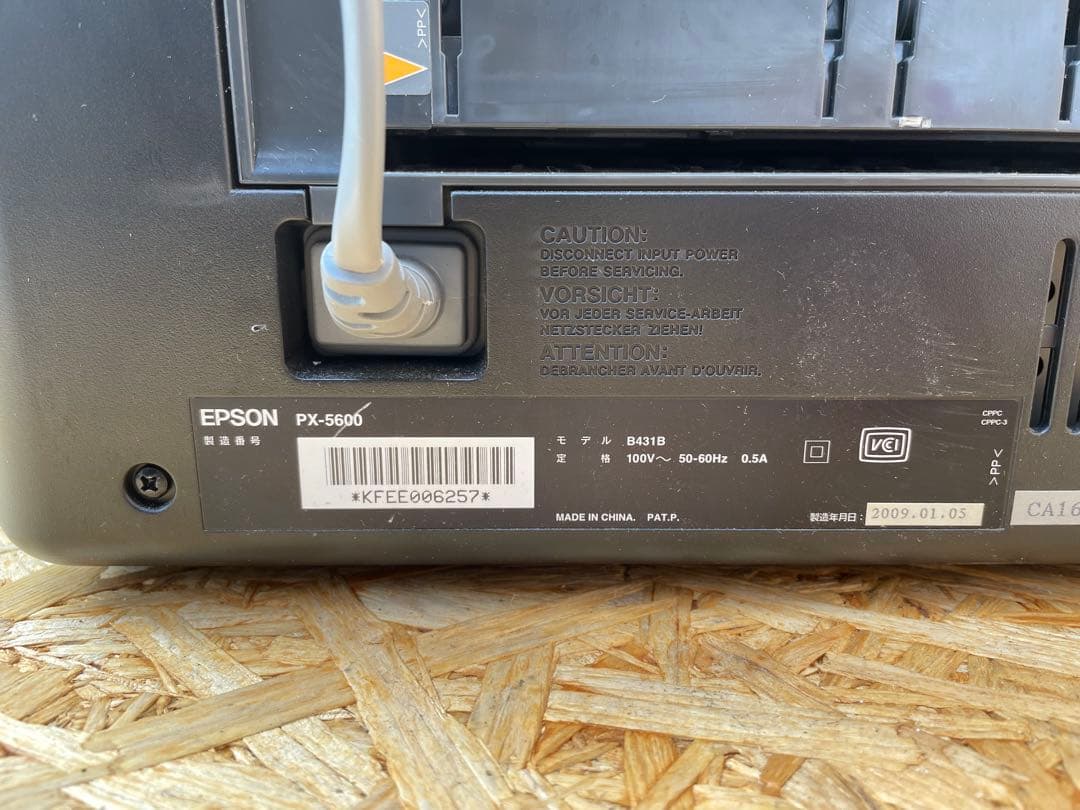 >PP<
CAUTION:
DISCONNECT INPUT POWER
BEFORE SERVICING.
VORSICHT:
VOR JEDER SERVICE-ARBEIT
NETZSTECKER ZIEHEN!
ATTENTION:
DEBRANCHER AVANT D'OUVRIR.
EPSON PX-5600
製造番号
*KFEE006257*
モデル B431B
定格 100V～ 50-60Hz 0.5A
MADE IN CHINA. PAT.P.
VCI
CPPC
CPPC-3
>PP<
製造年月日: 2009.01.05
CA16